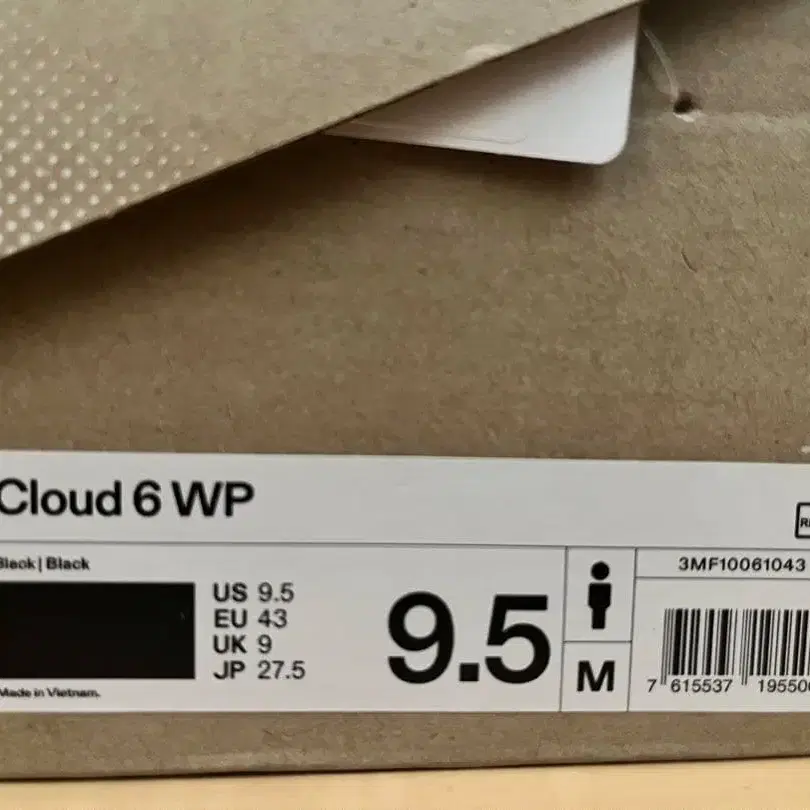 Cloud 6 WP
Black | Black
US 9.5
EU 43
UK 9
JP 27.5
Made in Vietnam.
9.5
M
3MF10061043
7 615537 19550